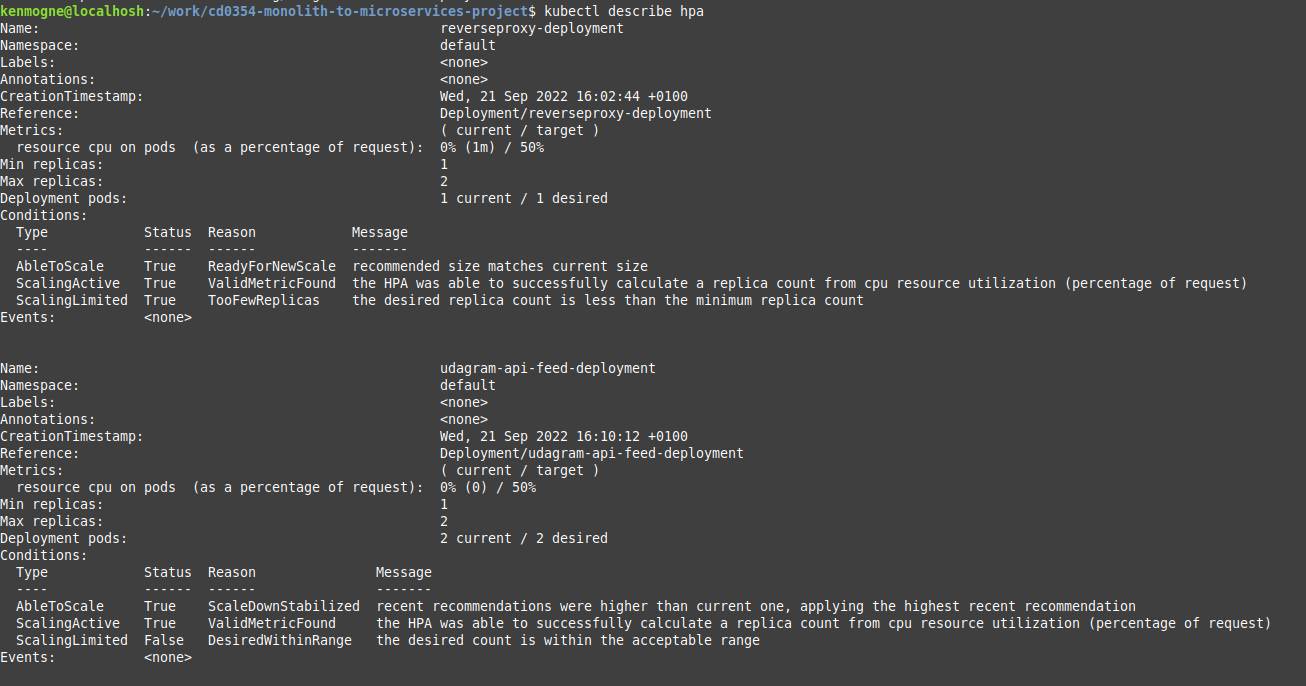 kenmogne@localhosh:~/work/cd0354-monolith-to-microservices-project$ kubectl describe hpa
Name:                                                  reverseproxy-deployment
Namespace:                                             default
Labels:                                                <none>
Annotations:                                           <none>
CreationTimestamp:                                     Wed, 21 Sep 2022 16:02:44 +0100
Reference:                                             Deployment/reverseproxy-deployment
Metrics:                                               ( current / target )
  resource cpu on pods  (as a percentage of request):  0% (1m) / 50%
Min replicas:                                          1
Max replicas:                                          2
Deployment pods:                                       1 current / 1 desired
Conditions:
  Type            Status  Reason            Message
  ----            ------  ------            -------
  AbleToScale     True    ReadyForNewScale  recommended size matches current size
  ScalingActive   True    ValidMetricFound  the HPA was able to successfully calculate a replica count from cpu resource utilization (percentage of request)
  ScalingLimited  True    TooFewReplicas    the desired replica count is less than the minimum replica count
Events:           <none>
Name:                                                  udagram-api-feed-deployment
Namespace:                                             default
Labels:                                                <none>
Annotations:                                           <none>
CreationTimestamp:                                     Wed, 21 Sep 2022 16:10:12 +0100
Reference:                                             Deployment/udagram-api-feed-deployment
Metrics:                                               ( current / target )
  resource cpu on pods  (as a percentage of request):  0% (0) / 50%
Min replicas:                                          1
Max replicas:                                          2
Deployment pods:                                       2 current / 2 desired
Conditions:
  Type            Status  Reason               Message
  ----            ------  ------               -------
  AbleToScale     True    ScaleDownStabilized  recent recommendations were higher than current one, applying the highest recent recommendation
  ScalingActive   True    ValidMetricFound     the HPA was able to successfully calculate a replica count from cpu resource utilization (percentage of request)
  ScalingLimited  False   DesiredWithinRange   the desired count is within the acceptable range
Events:           <none>